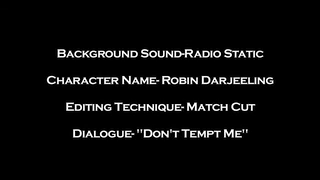 Background Sound-Radio Static
Character Name- Robin Darjeeling
Editing Technique- Match Cut
Dialogue- "Don't Tempt Me"